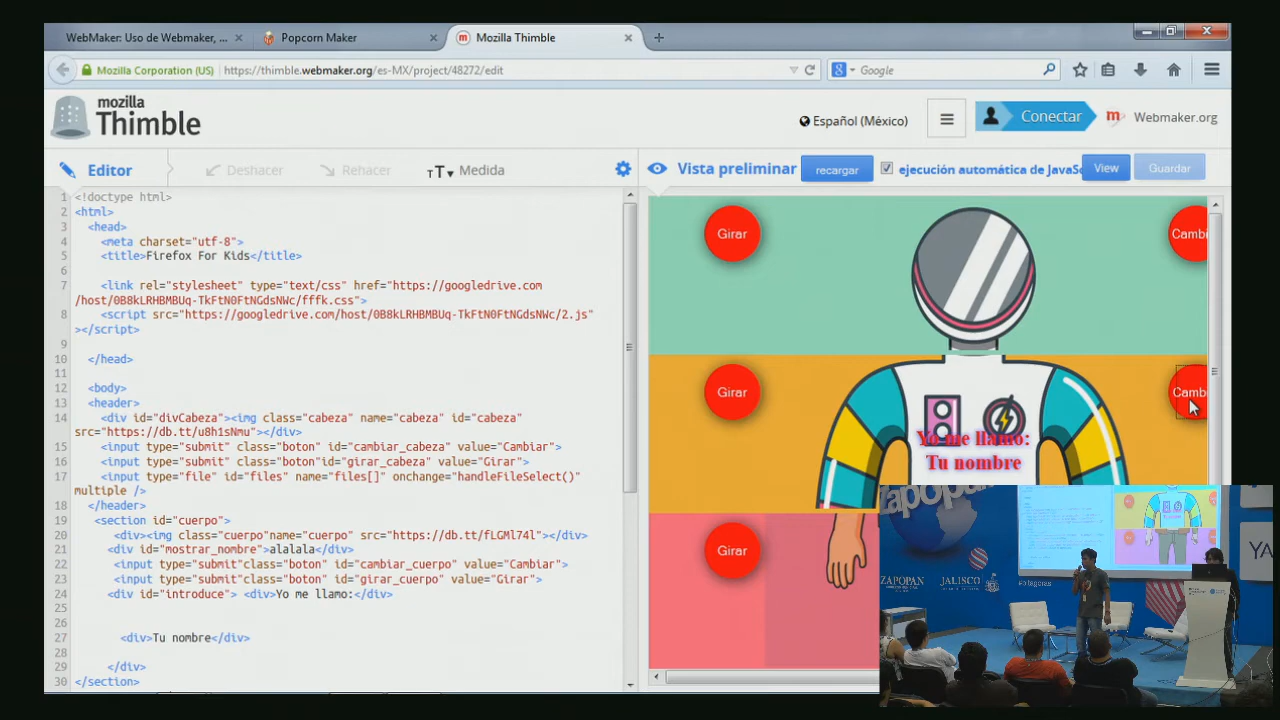 WebMaker: Uso de Webmaker, ...
Popcorn Maker
Mozilla Thimble
Mozilla Corporation (US)
https://thimble.webmaker.org/es-MX/project/48272/edit
Google
mozilla
Thimble
Español (México)
Conectar
Webmaker.org
Editor
Deshacer
Rehacer
TT Medida
Vista preliminar
recargar
ejecución automática de JavaSc
View
Guardar
1 <!doctype html>
2 <html>
3 <head>
4 <meta charset="utf-8">
5 <title>Firefox For Kids</title>
6
7 <link rel="stylesheet" type="text/css" href="https://googledrive.com
/host/0B8kLRHBMBUq-TkFtN0FtNGdsNWc/fffk.css">
8 <script src="https://googledrive.com/host/0B8kLRHBMBUq-TkFtN0FtNGdsNWc/2.js"
></script>
9
10 </head>
11
12 <body>
13 <header>
14 <div id="divCabeza"><img class="cabeza" name="cabeza" id="cabeza"
src="https://db.tt/u8h1sNmu"></div>
15 <input type="submit" class="boton" id="cambiar_cabeza" value="Cambiar">
16 <input type="submit" class="boton"id="girar_cabeza" value="Girar">
17 <input type="file" id="files" name="files[]" onchange="handleFileSelect()"
multiple />
18 </header>
19 <section id="cuerpo">
20 <div><img class="cuerpo"name="cuerpo" src="https://db.tt/fLGMl74l"></div>
21 <div id="mostrar_nombre">alalala</div>
22 <input type="submit"class="boton" id="cambiar_cuerpo" value="Cambiar">
23 <input type="submit"class="boton" id="girar_cuerpo" value="Girar">
24 <div id="introduce"> <div>Yo me llamo:</div>
25
26
27 <div>Tu nombre</div>
28
29 </div>
30 </section>
Girar
Cambi
Girar
Cambi
Yo me llamo:
Tu nombre
Girar
ZAPOPAN
ZAPOPAN
JALISCO
YA